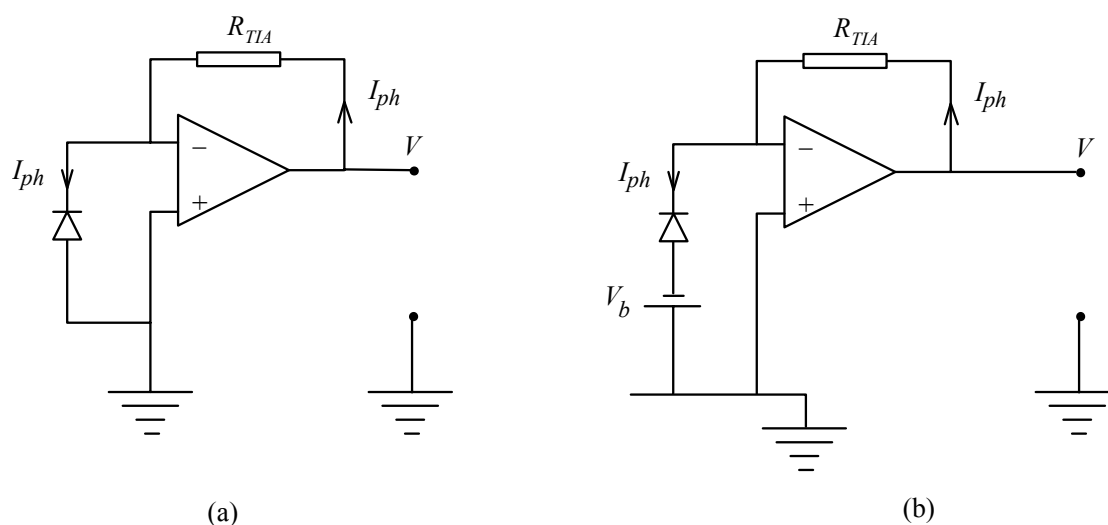 R_TIA
I_ph
V
I_ph
−
+
(a)
R_TIA
I_ph
V
I_ph
−
+
V_b
(b)